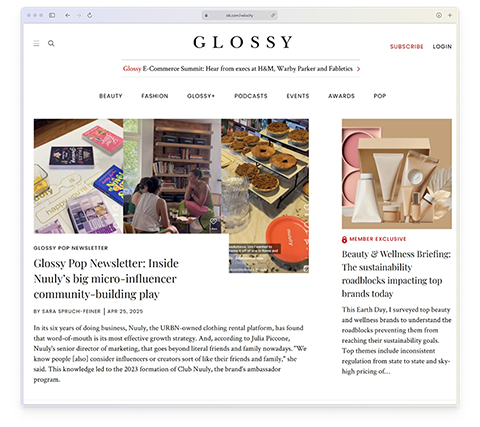 GLOSSY
SUBSCRIBE LOGIN
Glossy E-Commerce Summit: Hear from execs at H&M, Warby Parker and Fabletics
BEAUTY FASHION GLOSSY+ PODCASTS EVENTS AWARDS POP
GLOSSY POP NEWSLETTER
Glossy Pop Newsletter: Inside
Nuuly's big micro-influencer
community-building play
BY SARA SPRUCH-FEINER | APR 25, 2025
In its six years of doing business, Nuuly, the URBN-owned clothing rental platform, has found
that word-of-mouth is its most effective growth strategy. And, according to Julia Piccone,
Nuuly's senior director of marketing, that goes beyond literal friends and family nowadays. "We
know people [also] consider influencers or creators sort of like their friends and family," she
said. This knowledge led to the 2023 formation of Club Nuuly, the brand's ambassador
program.
MEMBER EXCLUSIVE
Beauty & Wellness Briefing:
The sustainability
roadblocks impacting top
brands today
This Earth Day, I surveyed top beauty
and wellness brands to understand the
roadblocks preventing them from
reaching their sustainability goals.
Top themes include inconsistent
regulation from state to state and sky-
high pricing of...